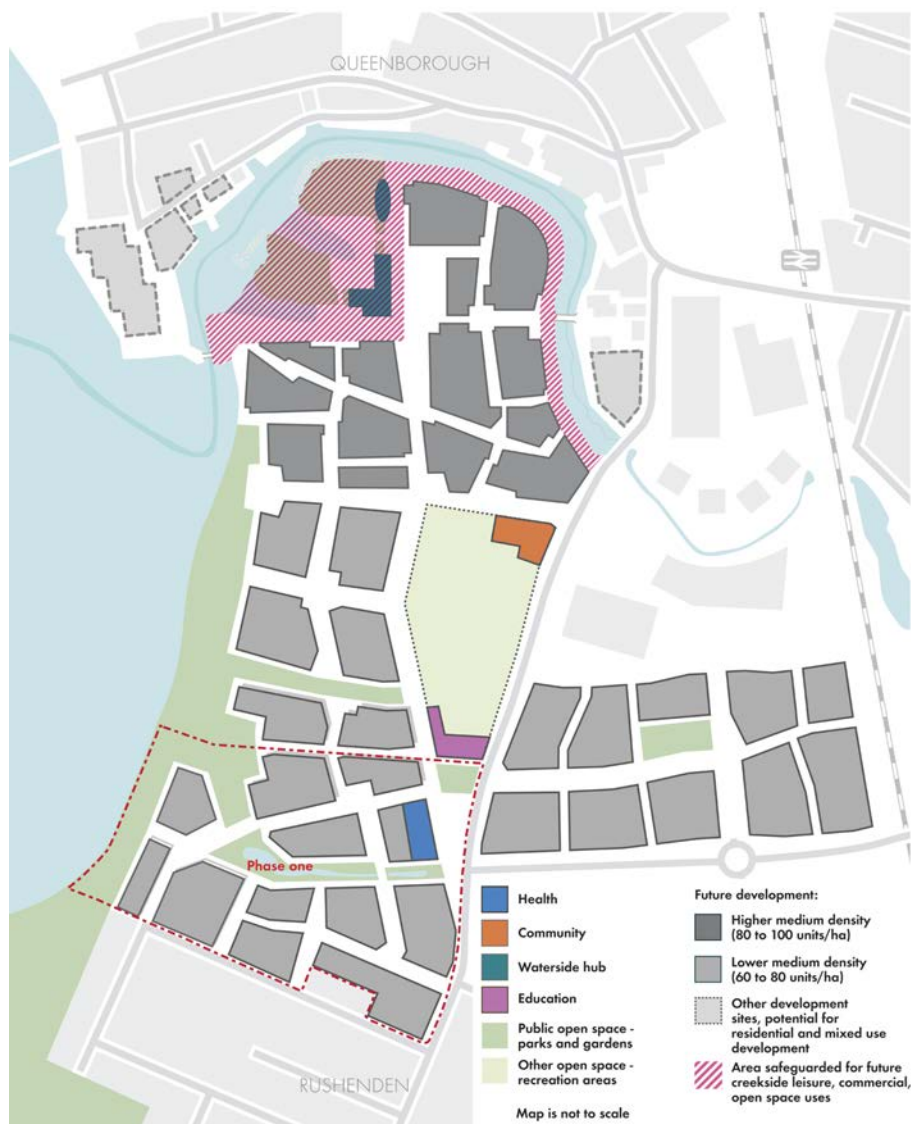 QUEENBOROUGH
Phase one
RUSHENDEN
Health
Community
Waterside hub
Education
Public open space -
parks and gardens
Other open space -
recreation areas
Map is not to scale
Future development:
Higher medium density
(80 to 100 units/ha)
Lower medium density
(60 to 80 units/ha)
Other development
sites, potential for
residential and mixed use
development
Area safeguarded for future
creekside leisure, commercial,
open space uses